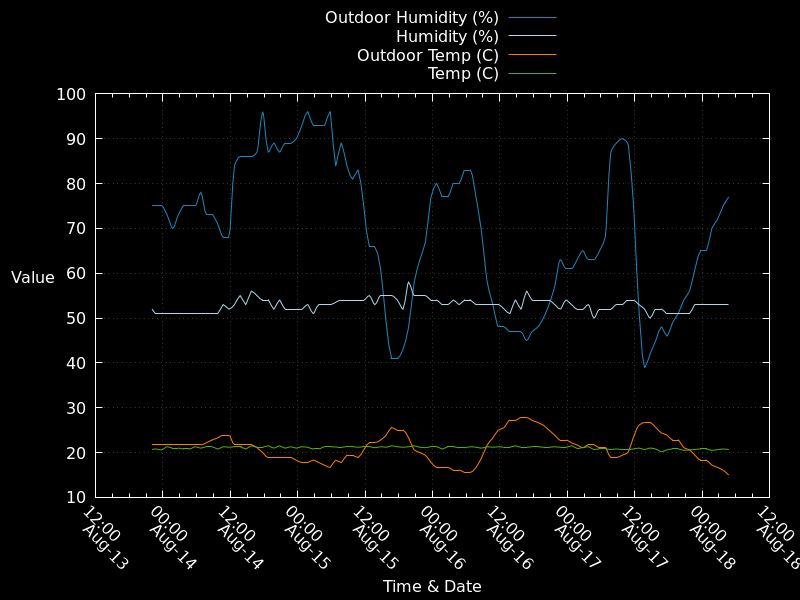 Outdoor Humidity (%)
Humidity (%)
Outdoor Temp (C)
Temp (C)
100
90
80
70
60
50
40
30
20
10
Value
12:00
Aug-13
00:00
Aug-14
12:00
Aug-14
00:00
Aug-15
12:00
Aug-15
00:00
Aug-16
12:00
Aug-16
00:00
Aug-17
12:00
Aug-17
00:00
Aug-18
12:00
Aug-18
Time & Date